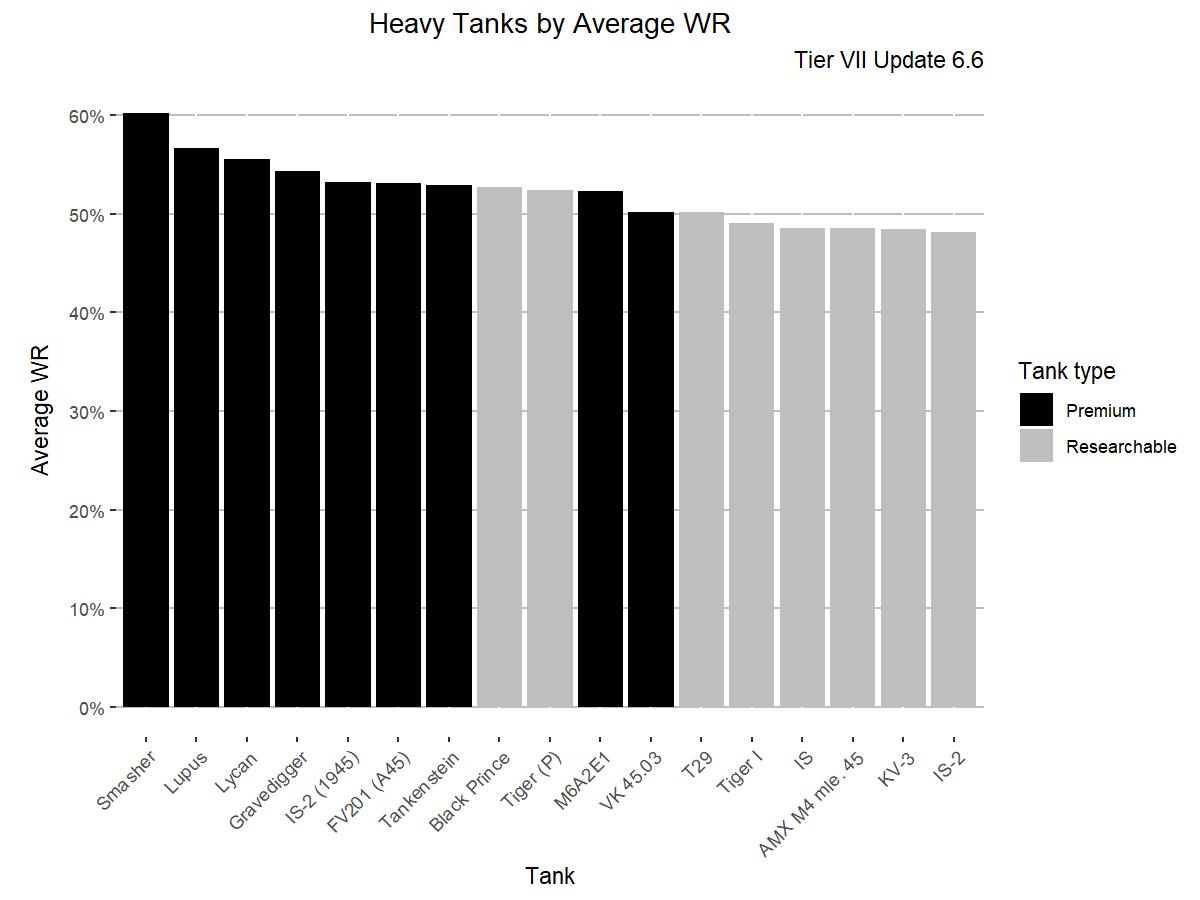 Heavy Tanks by Average WR
Tier VII Update 6.6
Average WR
60%
50%
40%
30%
20%
10%
0%
Smasher
Lupus
Lycan
Gravedigger
IS-2 (1945)
FV201 (A45)
Tankenstein
Black Prince
Tiger (P)
M6A2E1
VK 45.03
T29
Tiger I
IS
AMX M4 mle. 45
KV-3
IS-2
Tank
Tank type
Premium
Researchable